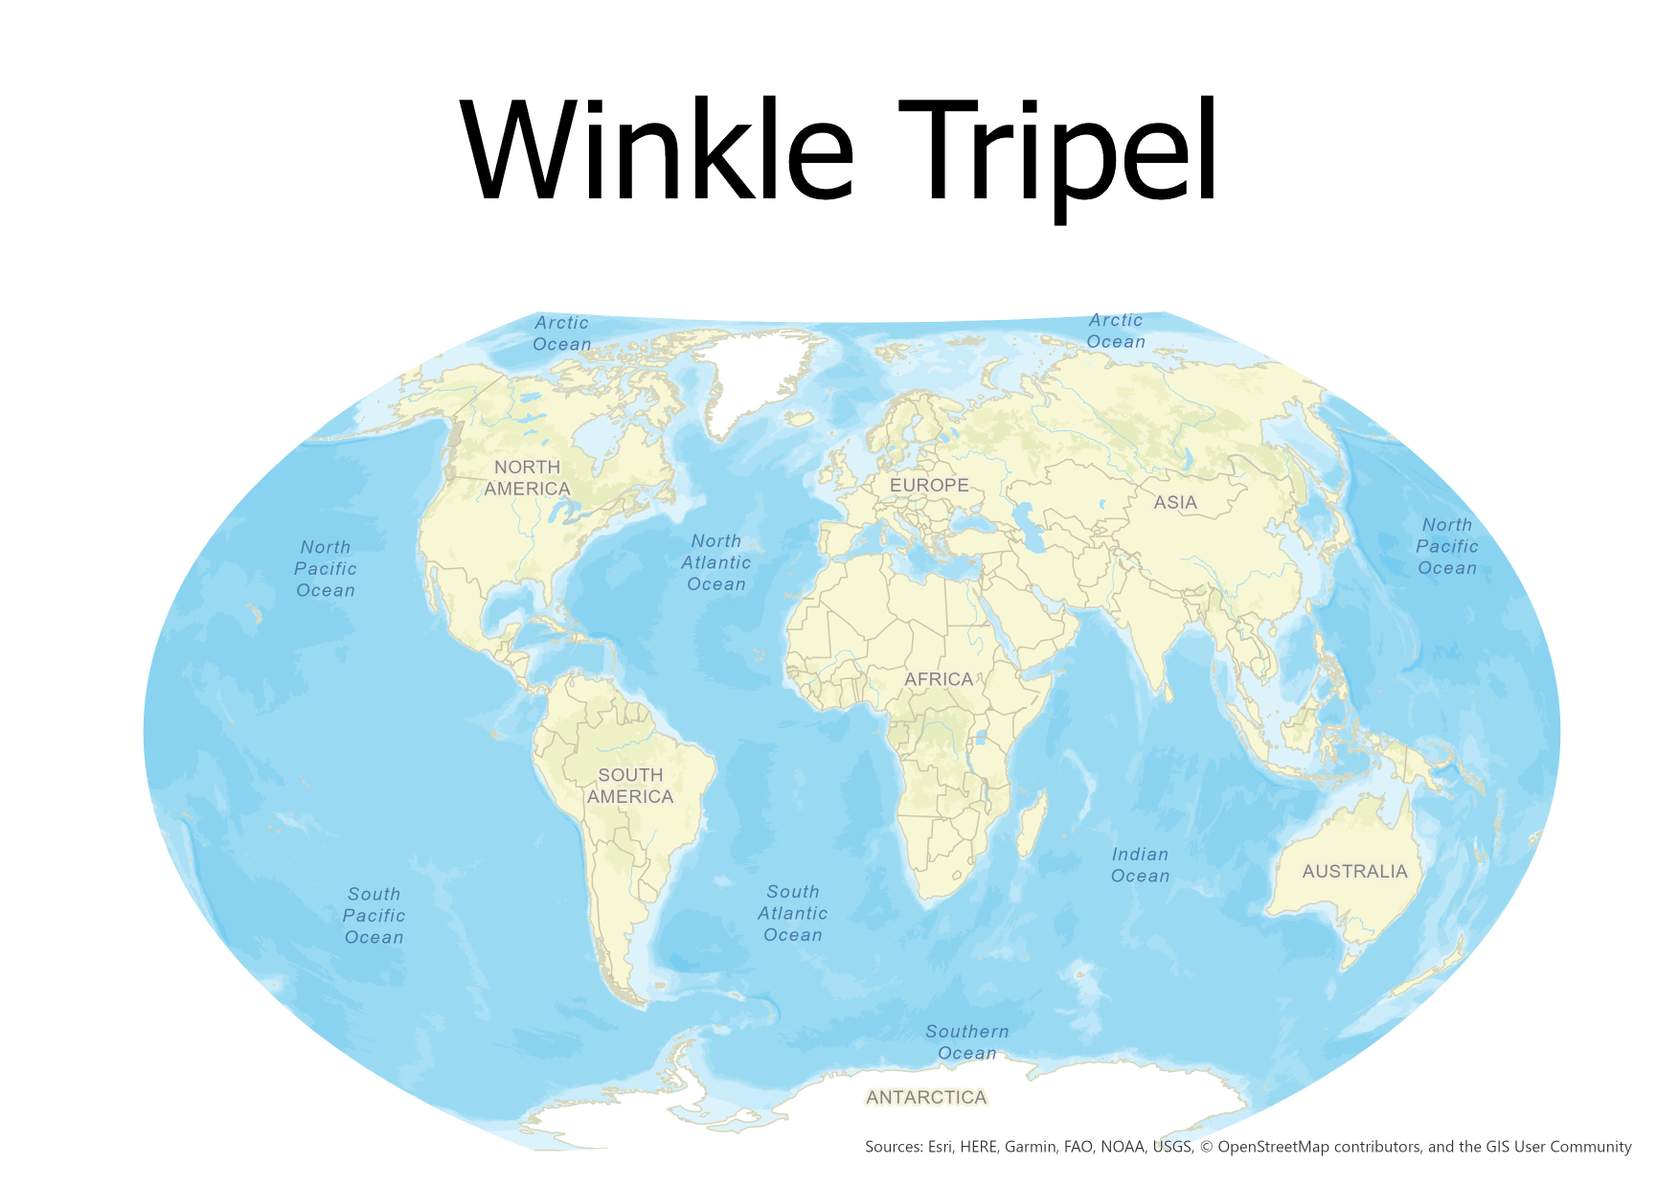 Winkle Tripel
Arctic
Ocean
Arctic
Ocean
NORTH
AMERICA
EUROPE
ASIA
North
Pacific
Ocean
North
Atlantic
Ocean
North
Pacific
Ocean
AFRICA
SOUTH
AMERICA
Indian
Ocean
AUSTRALIA
South
Pacific
Ocean
South
Atlantic
Ocean
Southern
Ocean
ANTARCTICA
Sources: Esri, HERE, Garmin, FAO, NOAA, USGS, © OpenStreetMap contributors, and the GIS User Community